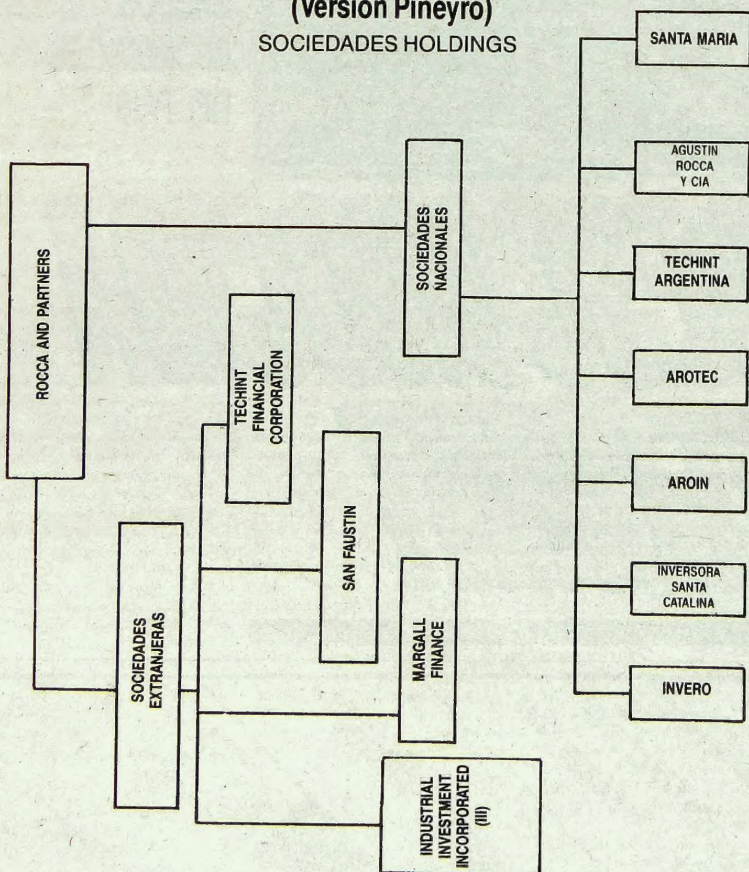 (Versión Pineyro)
SOCIEDADES HOLDINGS
ROCCA AND PARTNERS
SOCIEDADES
EXTRANJERAS
SOCIEDADES
NACIONALES
TECHINT
FINANCIAL
CORPORATION
SAN FAUSTIN
MARGALL
FINANCE
INDUSTRIAL
INVESTMENT
INCORPORATED
(III)
SANTA MARIA
AGUSTIN
ROCCA
Y CIA
TECHINT
ARGENTINA
AROTEC
AROIN
INVERSORA
SANTA
CATALINA
INVERO